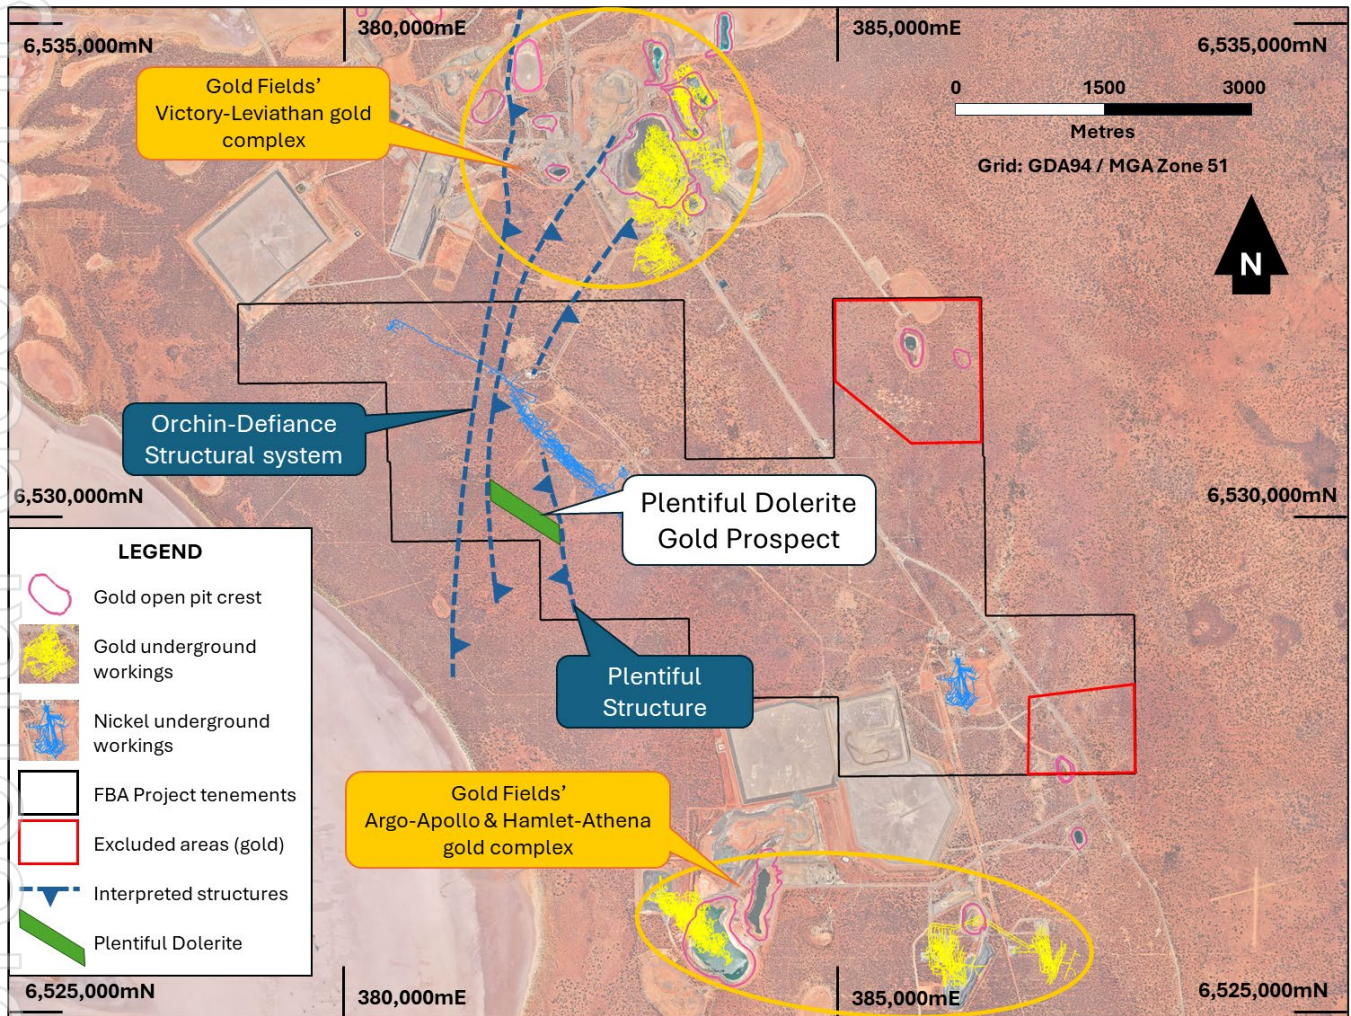 380,000mE
385,000mE
6,535,000mN
6,535,000mN
Gold Fields’
Victory-Leviathan gold
complex
0 1500 3000
Metres
Grid: GDA94 / MGA Zone 51
N
Orchin-Defiance
Structural system
6,530,000mN
6,530,000mN
Plentiful Dolerite
Gold Prospect
LEGEND
Gold open pit crest
Gold underground
workings
Nickel underground
workings
FBA Project tenements
Excluded areas (gold)
Interpreted structures
Plentiful Dolerite
Plentiful
Structure
Gold Fields’
Argo-Apollo & Hamlet-Athena
gold complex
6,525,000mN
380,000mE
385,000mE
6,525,000mN